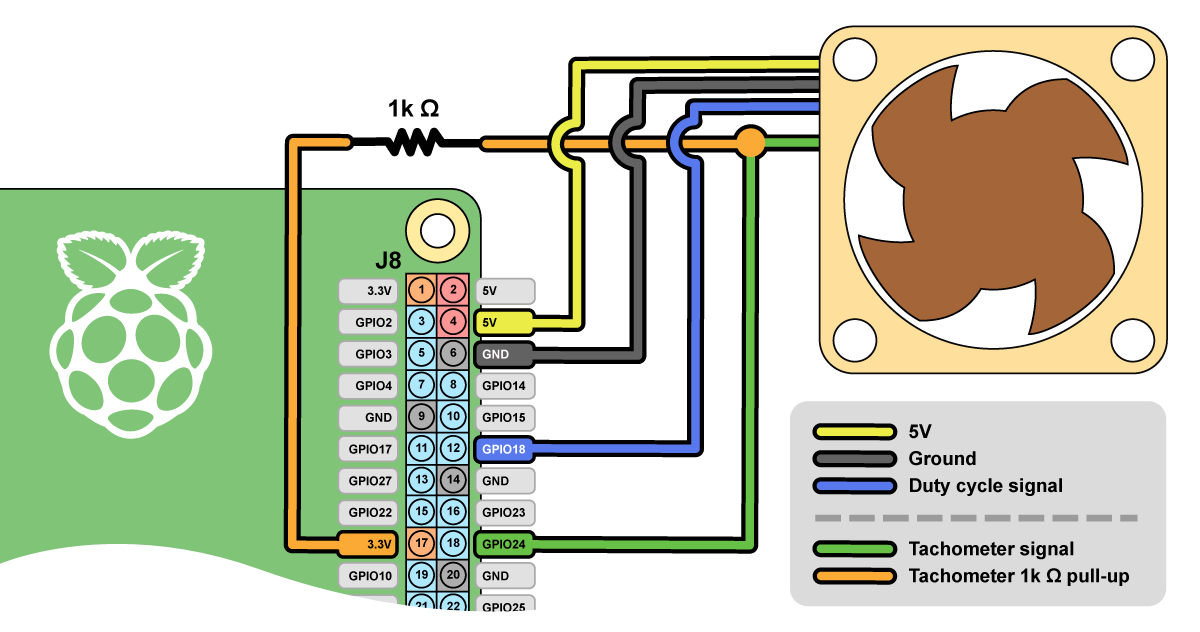 1k Ω
J8
3.3V 1 2 5V
GPIO2 3 4 5V
GPIO3 5 6 GND
GPIO4 7 8 GPIO14
GND 9 10 GPIO15
GPIO17 11 12 GPIO18
GPIO27 13 14 GND
GPIO22 15 16 GPIO23
3.3V 17 18 GPIO24
GPIO10 19 20 GND
21 22 GPIO25
5V
Ground
Duty cycle signal
Tachometer signal
Tachometer 1k Ω pull-up